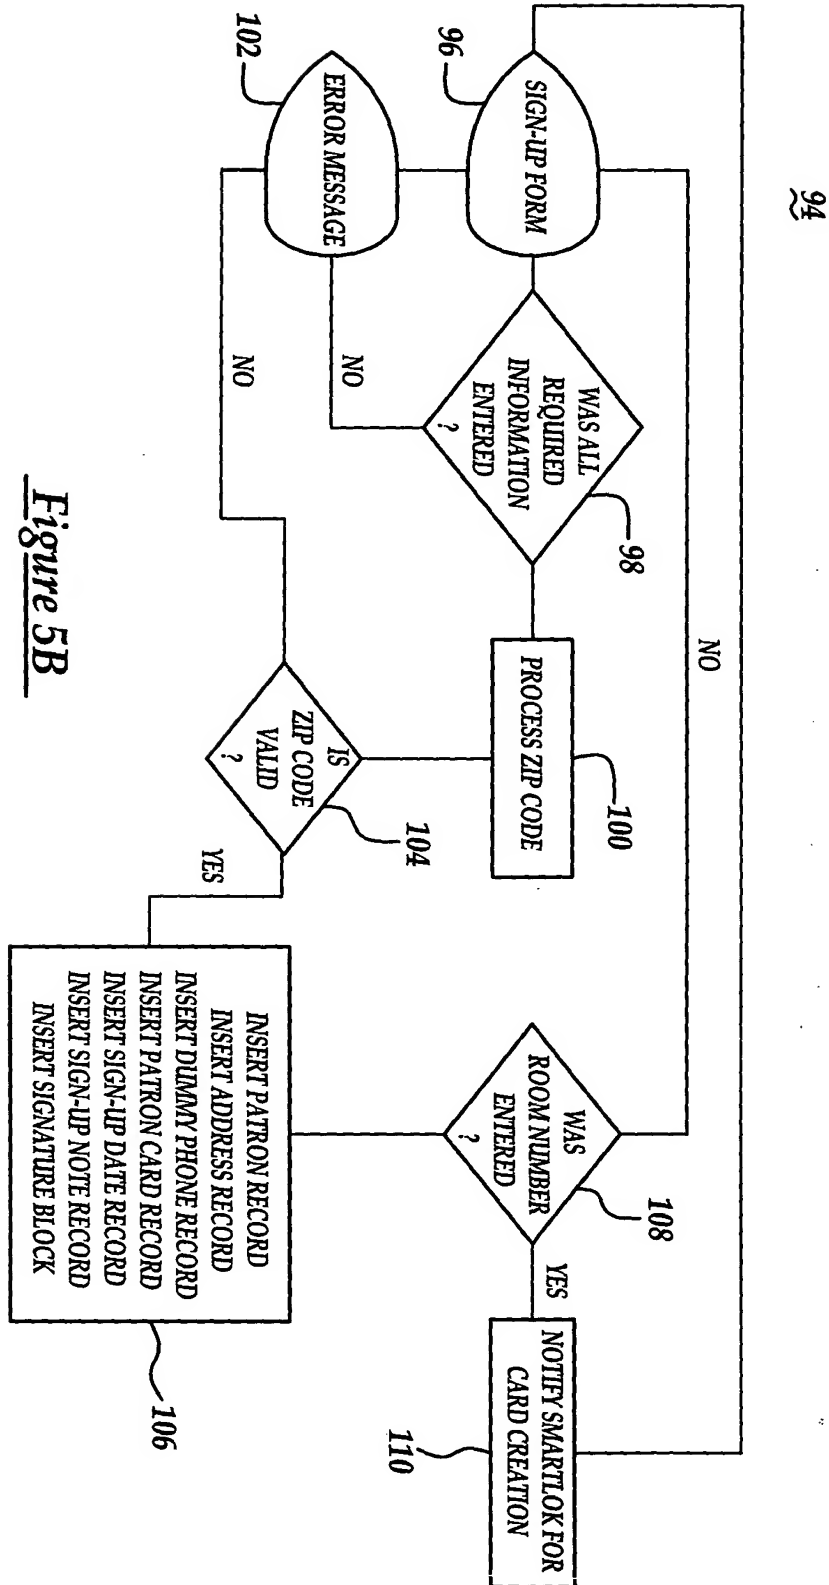 94
96
SIGN-UP FORM
WAS ALL
REQUIRED
INFORMATION
ENTERED
?
98
PROCESS ZIP CODE
100
NO
102
ERROR MESSAGE
NO
NO
IS
ZIP CODE
VALID
?
104
YES
WAS
ROOM NUMBER
ENTERED
?
108
YES
NOTIFY SMARTLOK FOR
CARD CREATION
110
INSERT PATRON RECORD
INSERT ADDRESS RECORD
INSERT DUMMY PHONE RECORD
INSERT PATRON CARD RECORD
INSERT SIGN-UP DATE RECORD
INSERT SIGN-UP NOTE RECORD
INSERT SIGNATURE BLOCK
106
Figure 5B